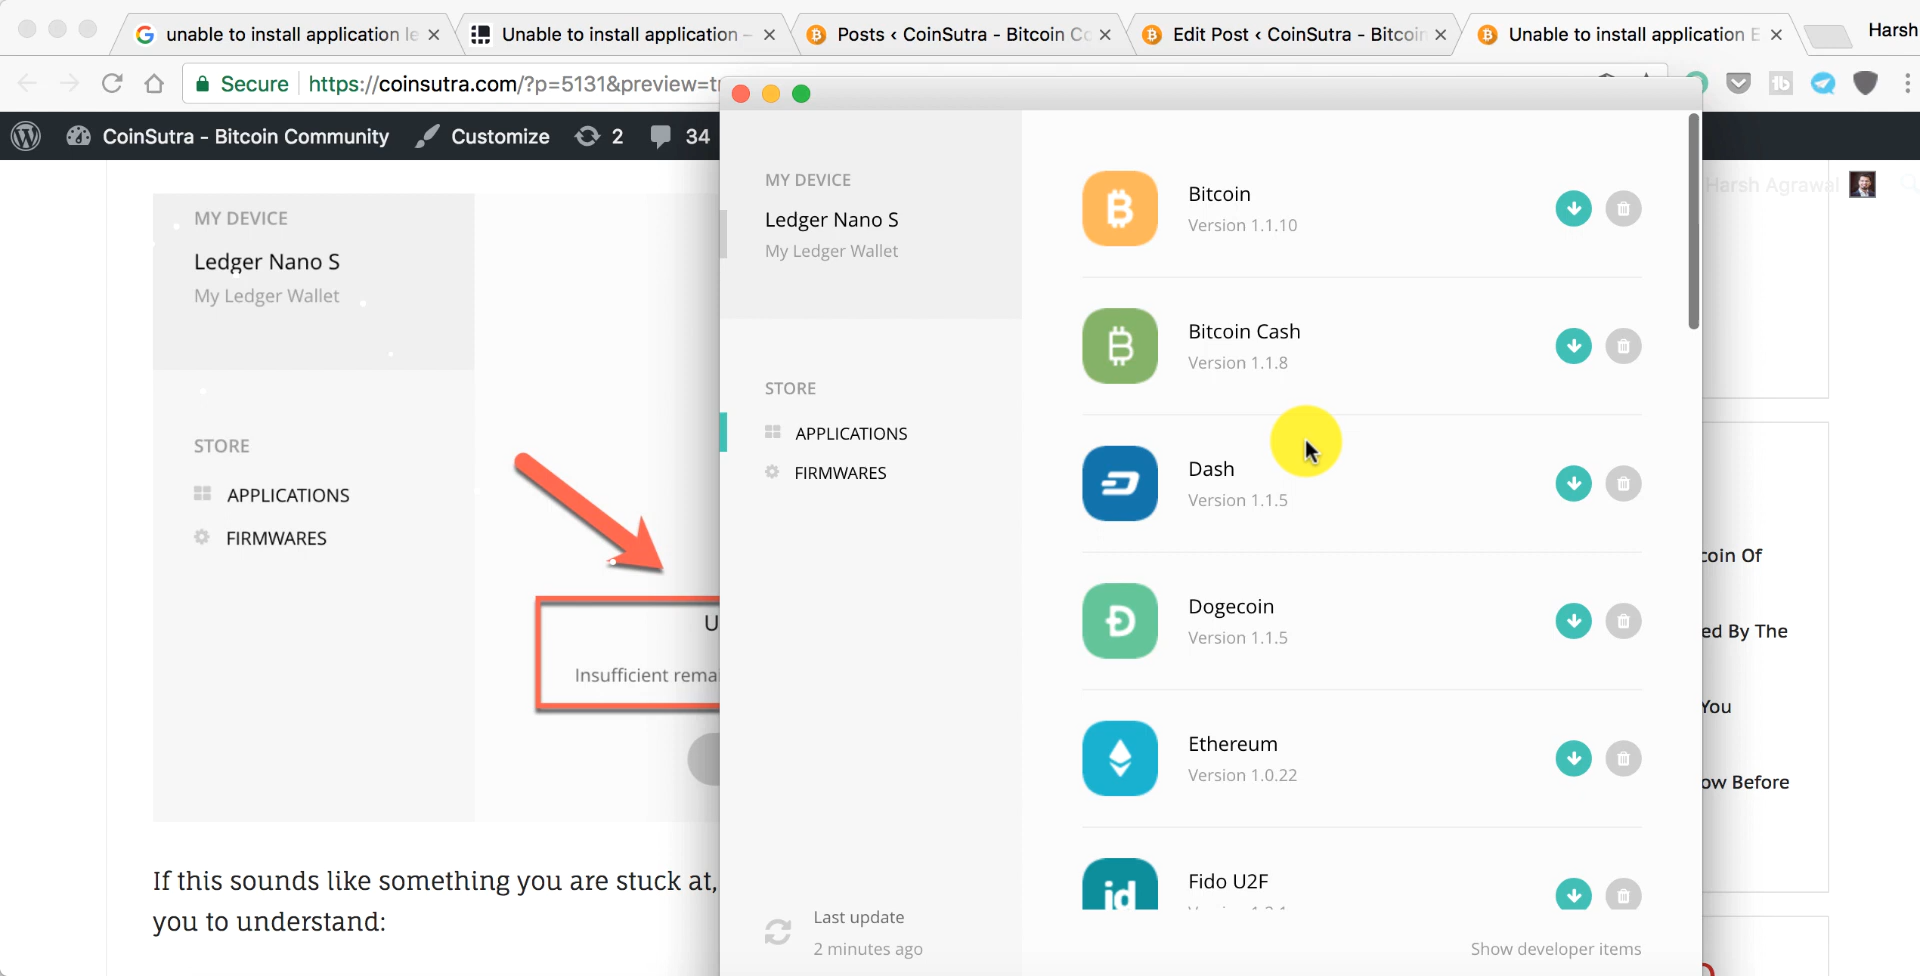 unable to install application le
Unable to install application –
Posts ‹ CoinSutra - Bitcoin Co
Edit Post ‹ CoinSutra - Bitcoin
Unable to install application E
Harsh
Secure
https://coinsutra.com/?p=5131&preview=tr
CoinSutra - Bitcoin Community
Customize
2
34
Harsh Agrawal
MY DEVICE
Ledger Nano S
My Ledger Wallet
STORE
APPLICATIONS
FIRMWARES
U
Insufficient rema
If this sounds like something you are stuck at,
you to understand:
MY DEVICE
Ledger Nano S
My Ledger Wallet
STORE
APPLICATIONS
FIRMWARES
Last update
2 minutes ago
Bitcoin
Version 1.1.10
Bitcoin Cash
Version 1.1.8
Dash
Version 1.1.5
Dogecoin
Version 1.1.5
Ethereum
Version 1.0.22
Fido U2F
Show developer items
coin Of
ed By The
You
ow Before